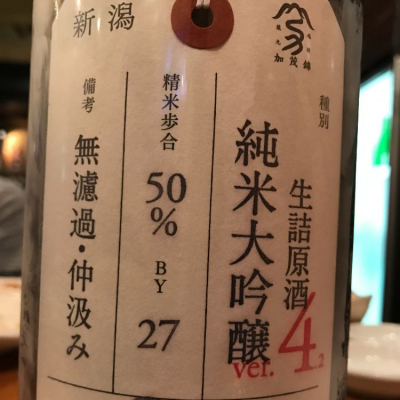 加茂錦
種別
生詰原酒
純米大吟醸
ver. 4.2
精米歩合
50%
BY
27
新潟
備考
無濾過・仲汲み